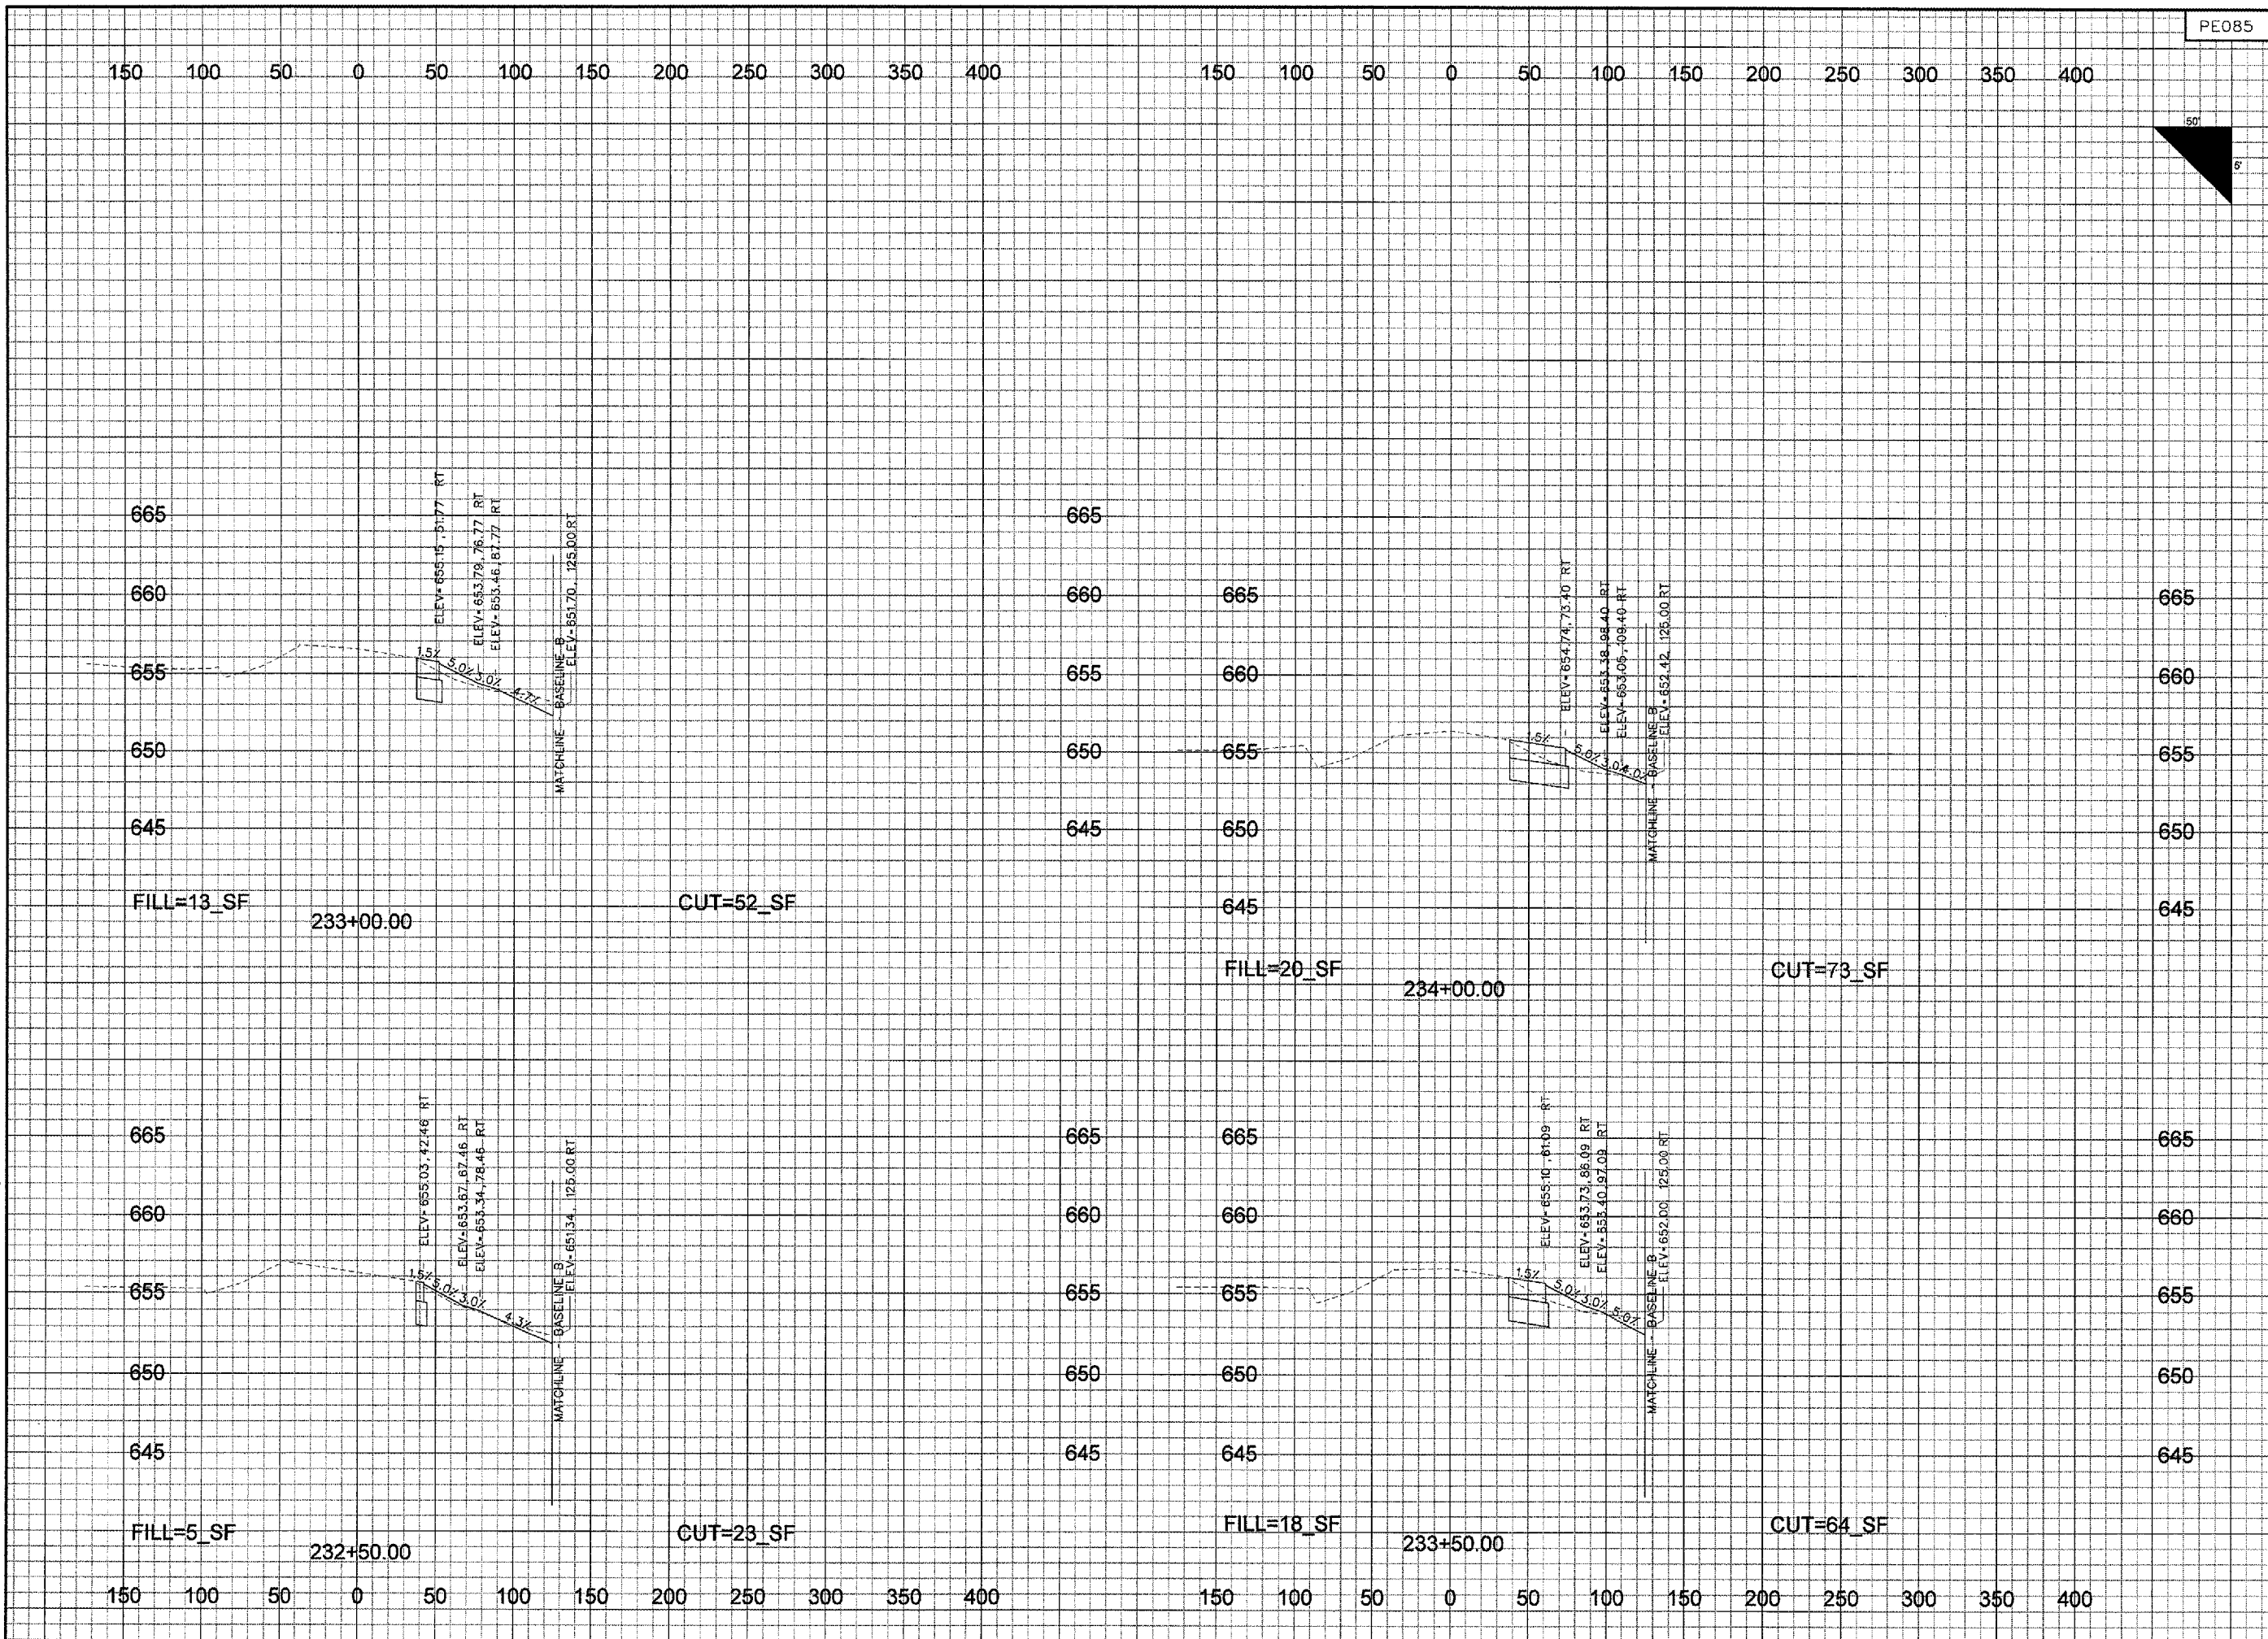 PE085
150 100 50 0 50 100 150 200 250 300 350 400
150 100 50 0 50 100 150 200 250 300 350 400
50'
5'
665 665
660 660
655 655
650 650
645 645
ELEV=655.15, 51.77 RT
ELEV=653.79, 76.77 RT
ELEV=653.46, 87.77 RT
ELEV=651.70, 125.00 RT
MATCHLINE - BASELINE B
1.5% 5.0% 3.0% 4.7%
FILL=13_SF
CUT=52_SF
233+00.00
665 665
660 660
655 655
650 650
645 645
ELEV=654.74, 73.40 RT
ELEV=653.38, 98.40 RT
ELEV=653.05, 109.40 RT
ELEV=652.42, 125.00 RT
MATCHLINE - BASELINE B
1.5% 5.0% 3.0% 4.0%
FILL=20_SF
CUT=73_SF
234+00.00
665 665
660 660
655 655
650 650
645 645
ELEV=655.03, 42.46 RT
ELEV=653.67, 67.46 RT
ELEV=653.34, 78.46 RT
ELEV=651.34, 125.00 RT
MATCHLINE - BASELINE B
1.5% 5.0% 3.0% 4.3%
FILL=5_SF
CUT=23_SF
232+50.00
665 665
660 660
655 655
650 650
645 645
ELEV=655.10, 61.09 RT
ELEV=653.73, 86.09 RT
ELEV=653.40, 97.09 RT
ELEV=652.00, 125.00 RT
MATCHLINE - BASELINE B
1.5% 5.0% 3.0% 5.0%
FILL=18_SF
CUT=64_SF
233+50.00
150 100 50 0 50 100 150 200 250 300 350 400
150 100 50 0 50 100 150 200 250 300 350 400